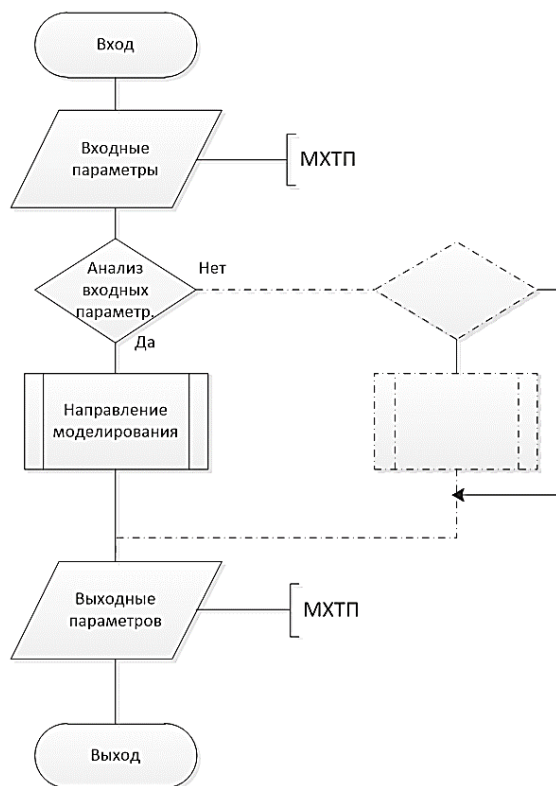 Вход
Входные
параметры
МХТП
Анализ
входных
параметр.
Нет
Да
Направление
моделирования
Выходные
параметров
МХТП
Выход